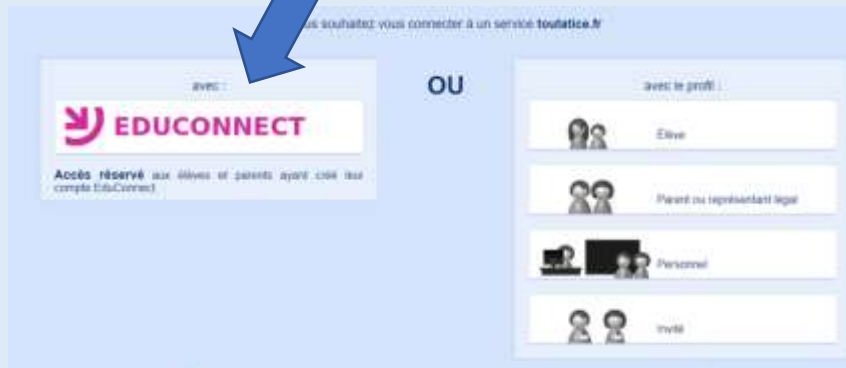 us souhaitez vous connecter à un service toutatice.fr
avec :
EDUCONNECT
Accès réservé aux élèves et parents ayant créé leur
compte EduConnect
OU
avec le profil :
Elève
Parent ou représentant légal
Personnel
Invité